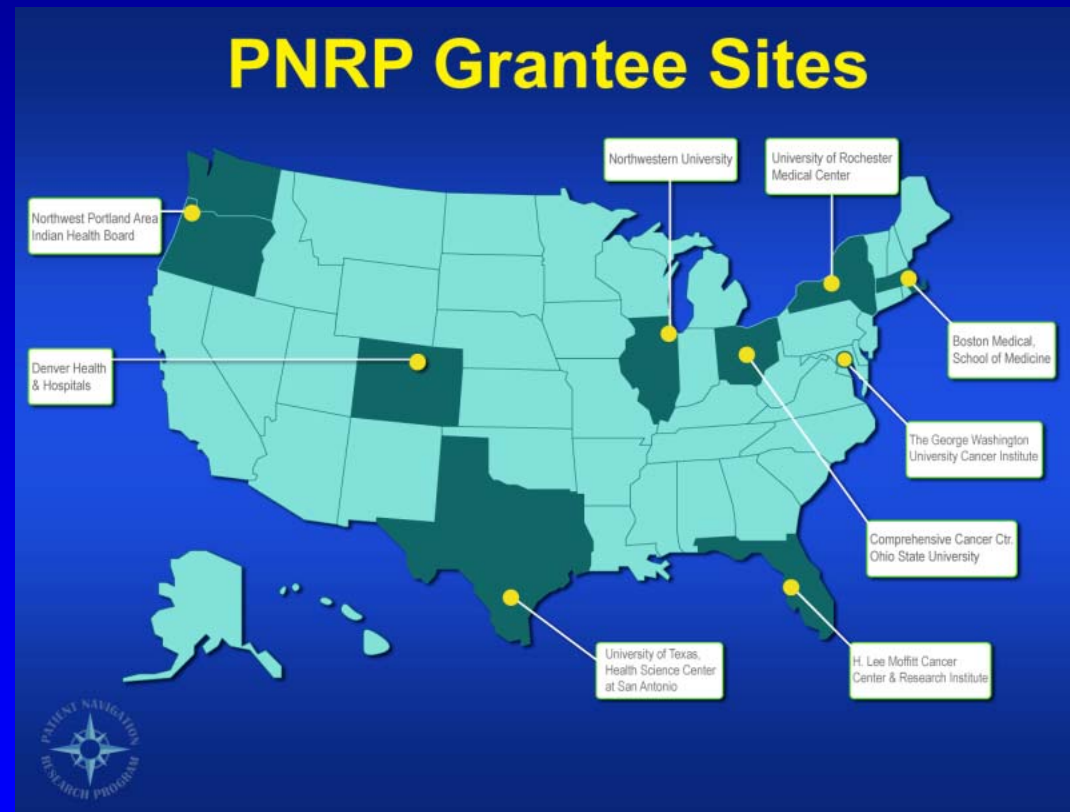 PNRP Grantee Sites
Northwestern University
University of Rochester
Medical Center
Northwest Portland Area
Indian Health Board
Boston Medical,
School of Medicine
Denver Health
& Hospitals
The George Washington
University Cancer Institute
Comprehensive Cancer Ctr.
Ohio State University
University of Texas,
Health Science Center
at San Antonio
H. Lee Moffitt Cancer
Center & Research Institute
PATIENT NAVIGATION
RESEARCH PROGRAM